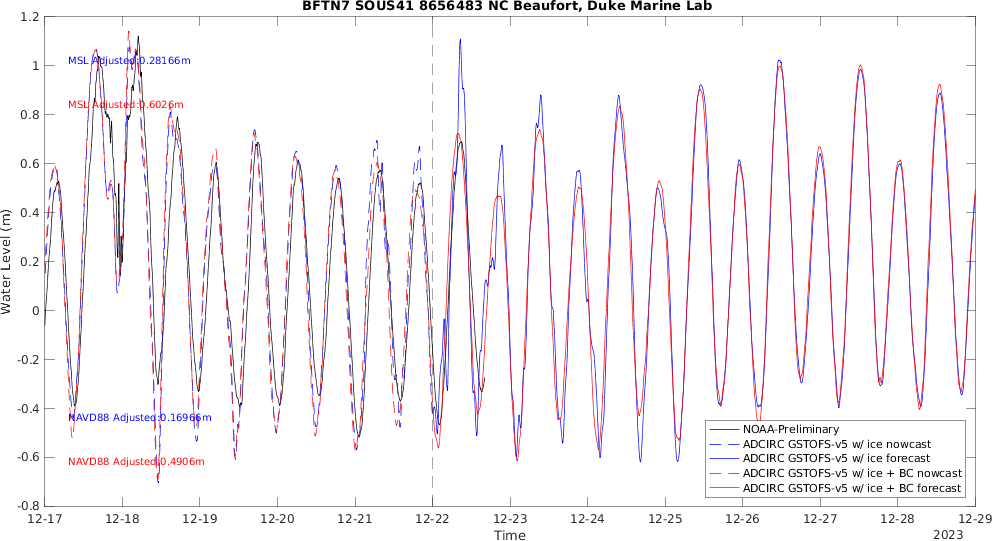 BFTN7 SOUS41 8656483 NC Beaufort, Duke Marine Lab
1.2
1
0.8
0.6
0.4
0.2
0
-0.2
-0.4
-0.6
-0.8
Water Level (m)
MSL Adjusted:0.28166m
MSL Adjusted:0.6026m
NAVD88 Adjusted:0.16966m
NAVD88 Adjusted:0.4906m
NOAA-Preliminary
ADCIRC GSTOFS-v5 w/ ice nowcast
ADCIRC GSTOFS-v5 w/ ice forecast
ADCIRC GSTOFS-v5 w/ ice + BC nowcast
ADCIRC GSTOFS-v5 w/ ice + BC forecast
12-17 12-18 12-19 12-20 12-21 12-22 12-23 12-24 12-25 12-26 12-27 12-28 12-29
Time
2023